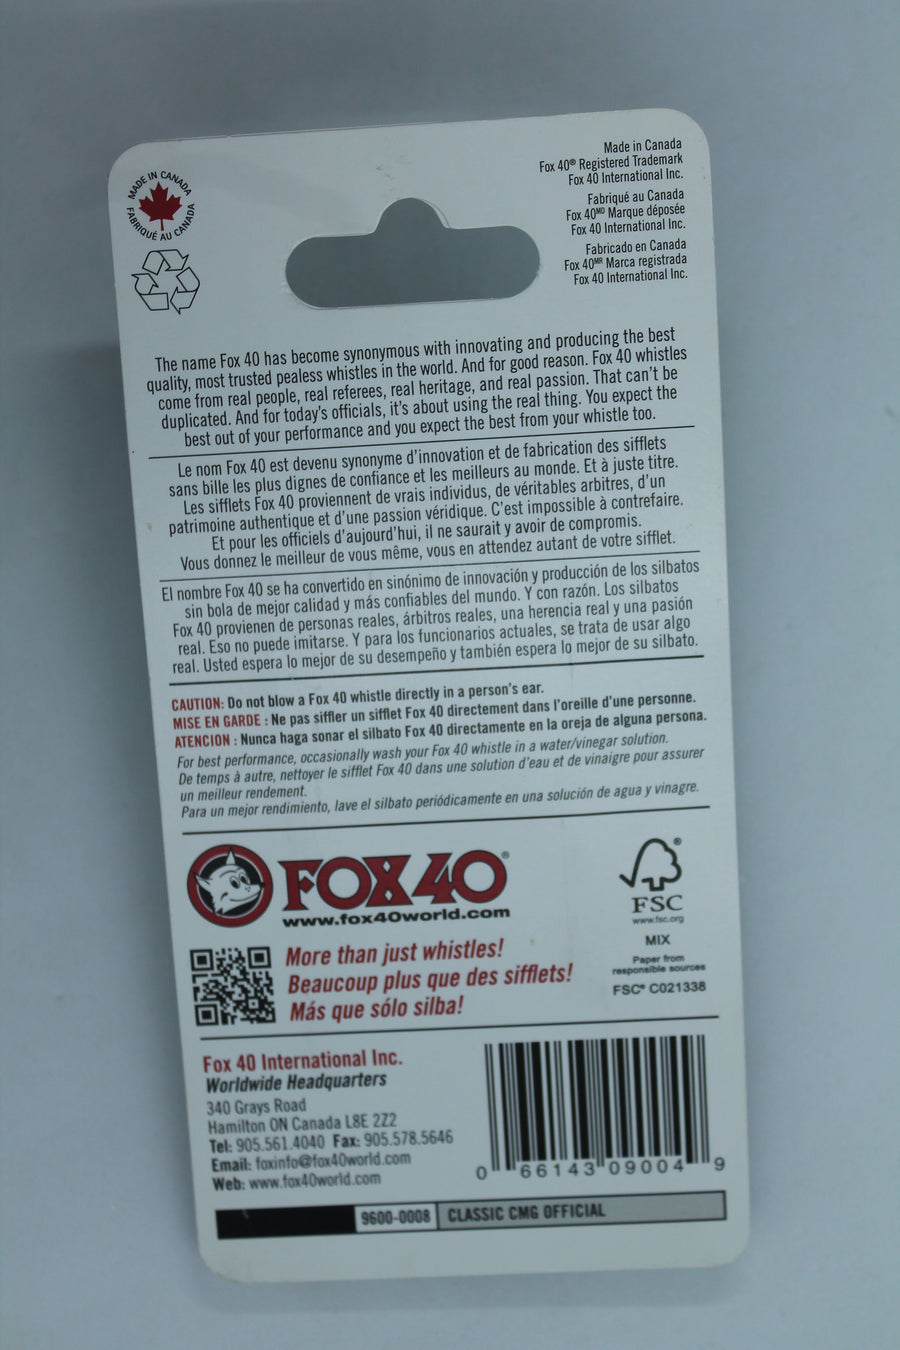 MADE IN CANADA
FABRIQUÉ AU CANADA
Made in Canada
Fox 40® Registered Trademark
Fox 40 International Inc.
Fabriqué au Canada
Fox 40ᴹᴰ Marque déposée
Fox 40 International Inc.
Fabricado en Canada
Fox 40ᴹᴿ Marca registrada
Fox 40 International Inc.
The name Fox 40 has become synonymous with innovating and producing the best
quality, most trusted pealess whistles in the world. And for good reason. Fox 40 whistles
come from real people, real referees, real heritage, and real passion. That can't be
duplicated. And for today's officials, it's about using the real thing. You expect the
best out of your performance and you expect the best from your whistle too.
Le nom Fox 40 est devenu synonyme d'innovation et de fabrication des sifflets
sans bille les plus dignes de confiance et les meilleurs au monde. Et à juste titre.
Les sifflets Fox 40 proviennent de vrais individus, de véritables arbitres, d'un
patrimoine authentique et d'une passion véridique. C'est impossible à contrefaire.
Et pour les officiels d'aujourd'hui, il ne saurait y avoir de compromis.
Vous donnez le meilleur de vous même, vous en attendez autant de votre sifflet.
El nombre Fox 40 se ha convertido en sinónimo de innovación y producción de los silbatos
sin bola de mejor calidad y más confiables del mundo. Y con razón. Los silbatos
Fox 40 provienen de personas reales, árbitros reales, una herencia real y una pasión
real. Eso no puede imitarse. Y para los funcionarios actuales, se trata de usar algo
real. Usted espera lo mejor de su desempeño y también espera lo mejor de su silbato.
CAUTION: Do not blow a Fox 40 whistle directly in a person's ear.
MISE EN GARDE : Ne pas siffler un sifflet Fox 40 directement dans l'oreille d'une personne.
ATENCION : Nunca haga sonar el silbato Fox 40 directamente en la oreja de alguna persona.
For best performance, occasionally wash your Fox 40 whistle in a water/vinegar solution.
De temps à autre, nettoyer le sifflet Fox 40 dans une solution d'eau et de vinaigre pour assurer
un meilleur rendement.
Para un mejor rendimiento, lave el silbato periódicamente en una solución de agua y vinagre.
FOX 40®
www.fox40world.com
More than just whistles!
Beaucoup plus que des sifflets!
Más que sólo silba!
FSC
www.fsc.org
MIX
Paper from
responsible sources
FSC® C021338
Fox 40 International Inc.
Worldwide Headquarters
340 Grays Road
Hamilton ON Canada L8E 2Z2
Tel: 905.561.4040 Fax: 905.578.5646
Email: foxinfo@fox40world.com
Web: www.fox40world.com
0 66143 09004 9
9600-0008 CLASSIC CMG OFFICIAL